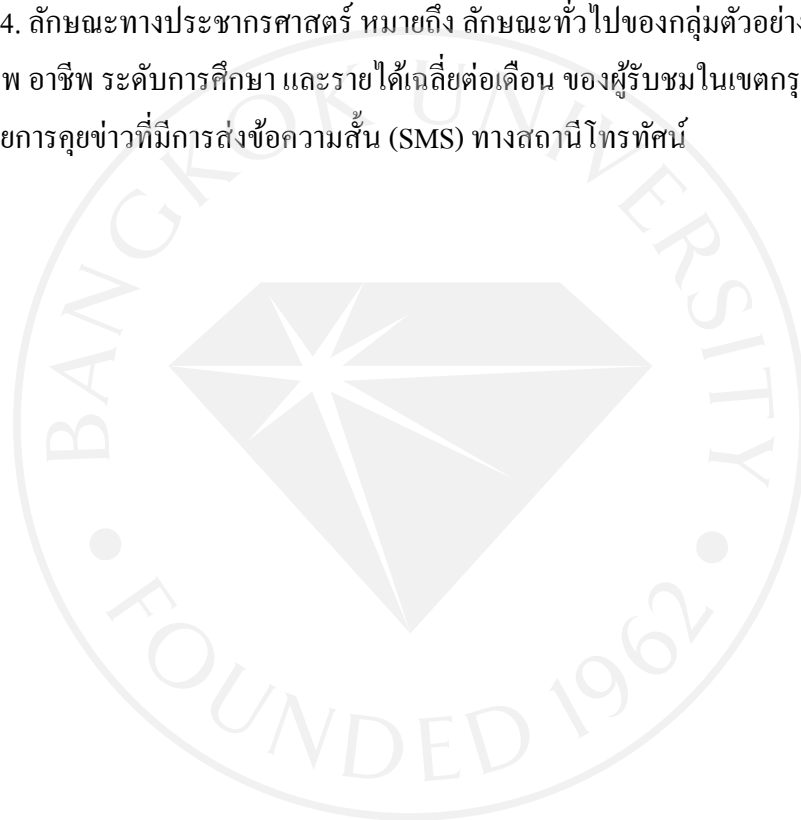 4. ลักษณะทางประชากรศาสตร์ หมายถึง ลักษณะทั่วไปของกลุ่มตัวอย่าง
พ อาชีพ ระดับการศึกษา และรายได้เฉลี่ยต่อเดือน ของผู้รับชมในเขตกรุ
ยการคุยข่าวที่มีการส่งข้อความสั้น (SMS) ทางสถานีโทรทัศน์
BANGKOK UNIVERSITY
FOUNDED 1962